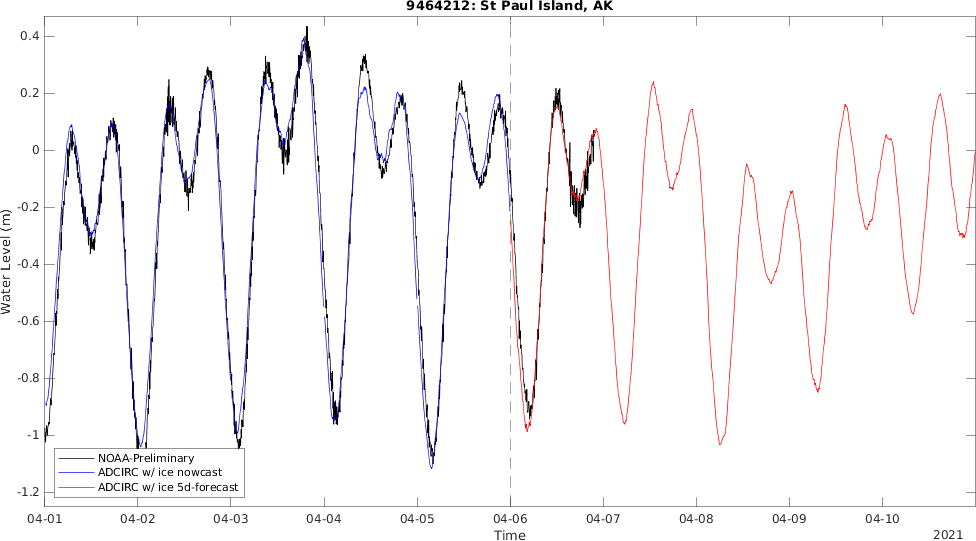 9464212: St Paul Island, AK
0.4
0.2
0
-0.2
-0.4
-0.6
-0.8
-1
-1.2
Water Level (m)
NOAA-Preliminary
ADCIRC w/ ice nowcast
ADCIRC w/ ice 5d-forecast
04-01 04-02 04-03 04-04 04-05 04-06 04-07 04-08 04-09 04-10
Time
2021